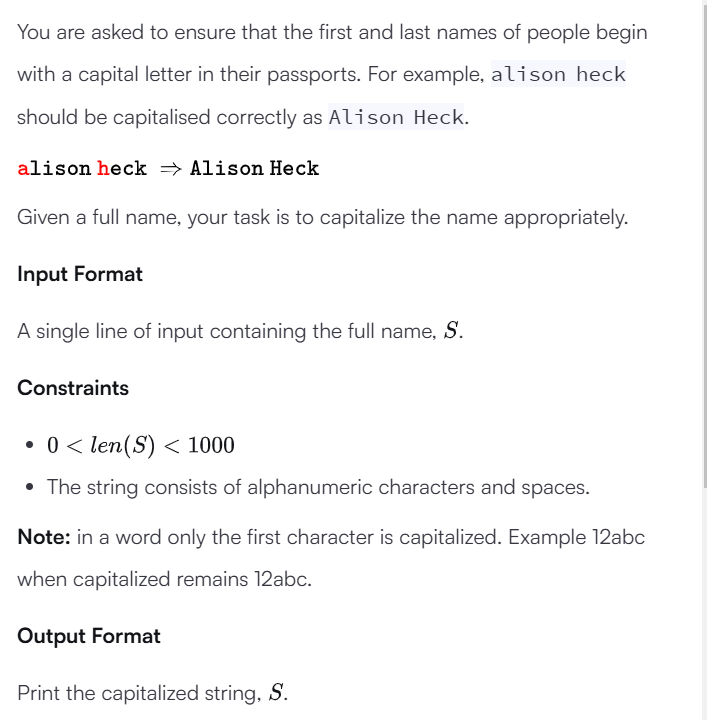 You are asked to ensure that the first and last names of people begin
with a capital letter in their passports. For example, alison heck
should be capitalised correctly as Alison Heck.
alison heck ⇒ Alison Heck
Given a full name, your task is to capitalize the name appropriately.
Input Format
A single line of input containing the full name, S.
Constraints
• 0 < len(S) < 1000
• The string consists of alphanumeric characters and spaces.
Note: in a word only the first character is capitalized. Example 12abc
when capitalized remains 12abc.
Output Format
Print the capitalized string, S.